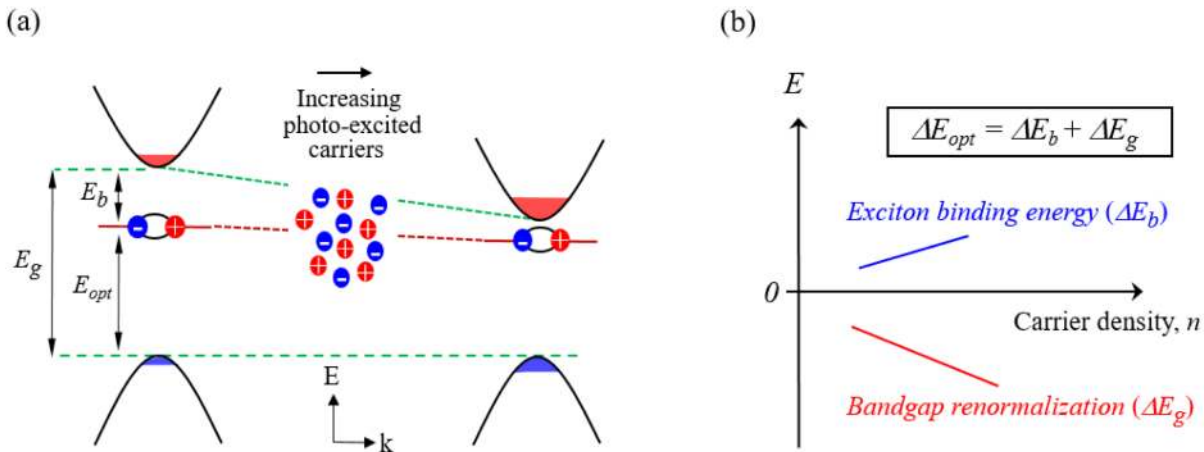 (a)
Increasing
photo-excited
carriers
E_b
E_g
E_opt
E
k
(b)
E
ΔE_opt = ΔE_b + ΔE_g
Exciton binding energy (ΔE_b)
0
Carrier density, n
Bandgap renormalization (ΔE_g)